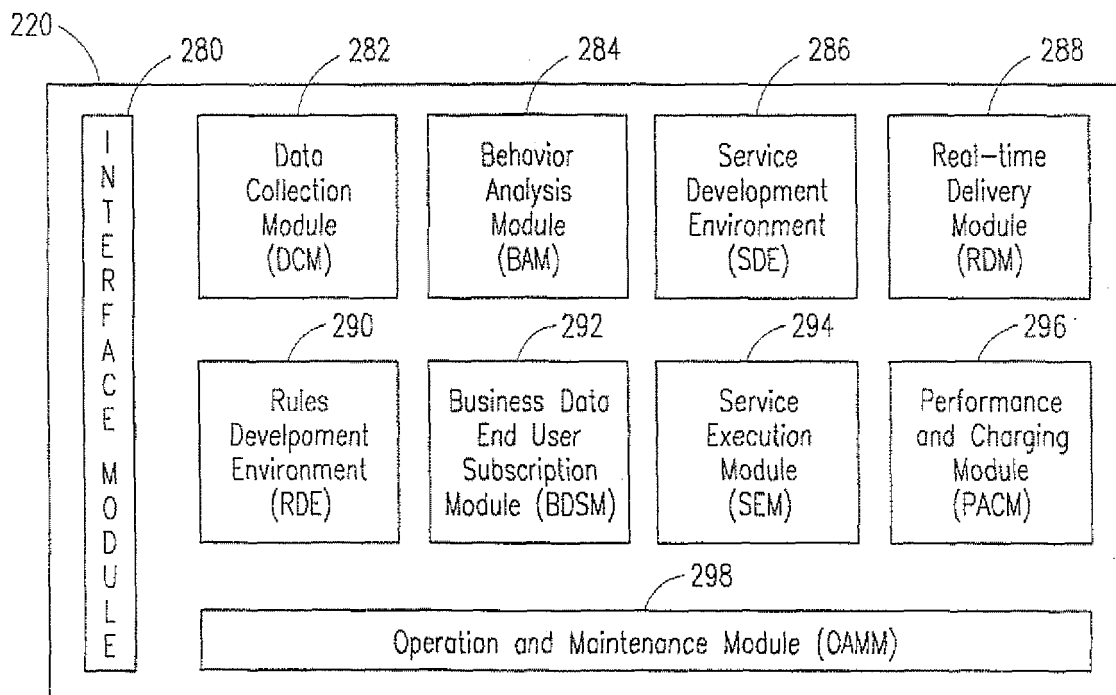 220
280
282
284
286
288
INTERFACE MODULE
Data
Collection
Module
(DCM)
Behavior
Analysis
Module
(BAM)
Service
Development
Environment
(SDE)
Real-time
Delivery
Module
(RDM)
290
292
294
296
Rules
Develpoment
Environment
(RDE)
Business Data
End User
Subscription
Module (BDSM)
Service
Execution
Module
(SEM)
Performance
and Charging
Module
(PACM)
298
Operation and Maintenance Module (OAMM)